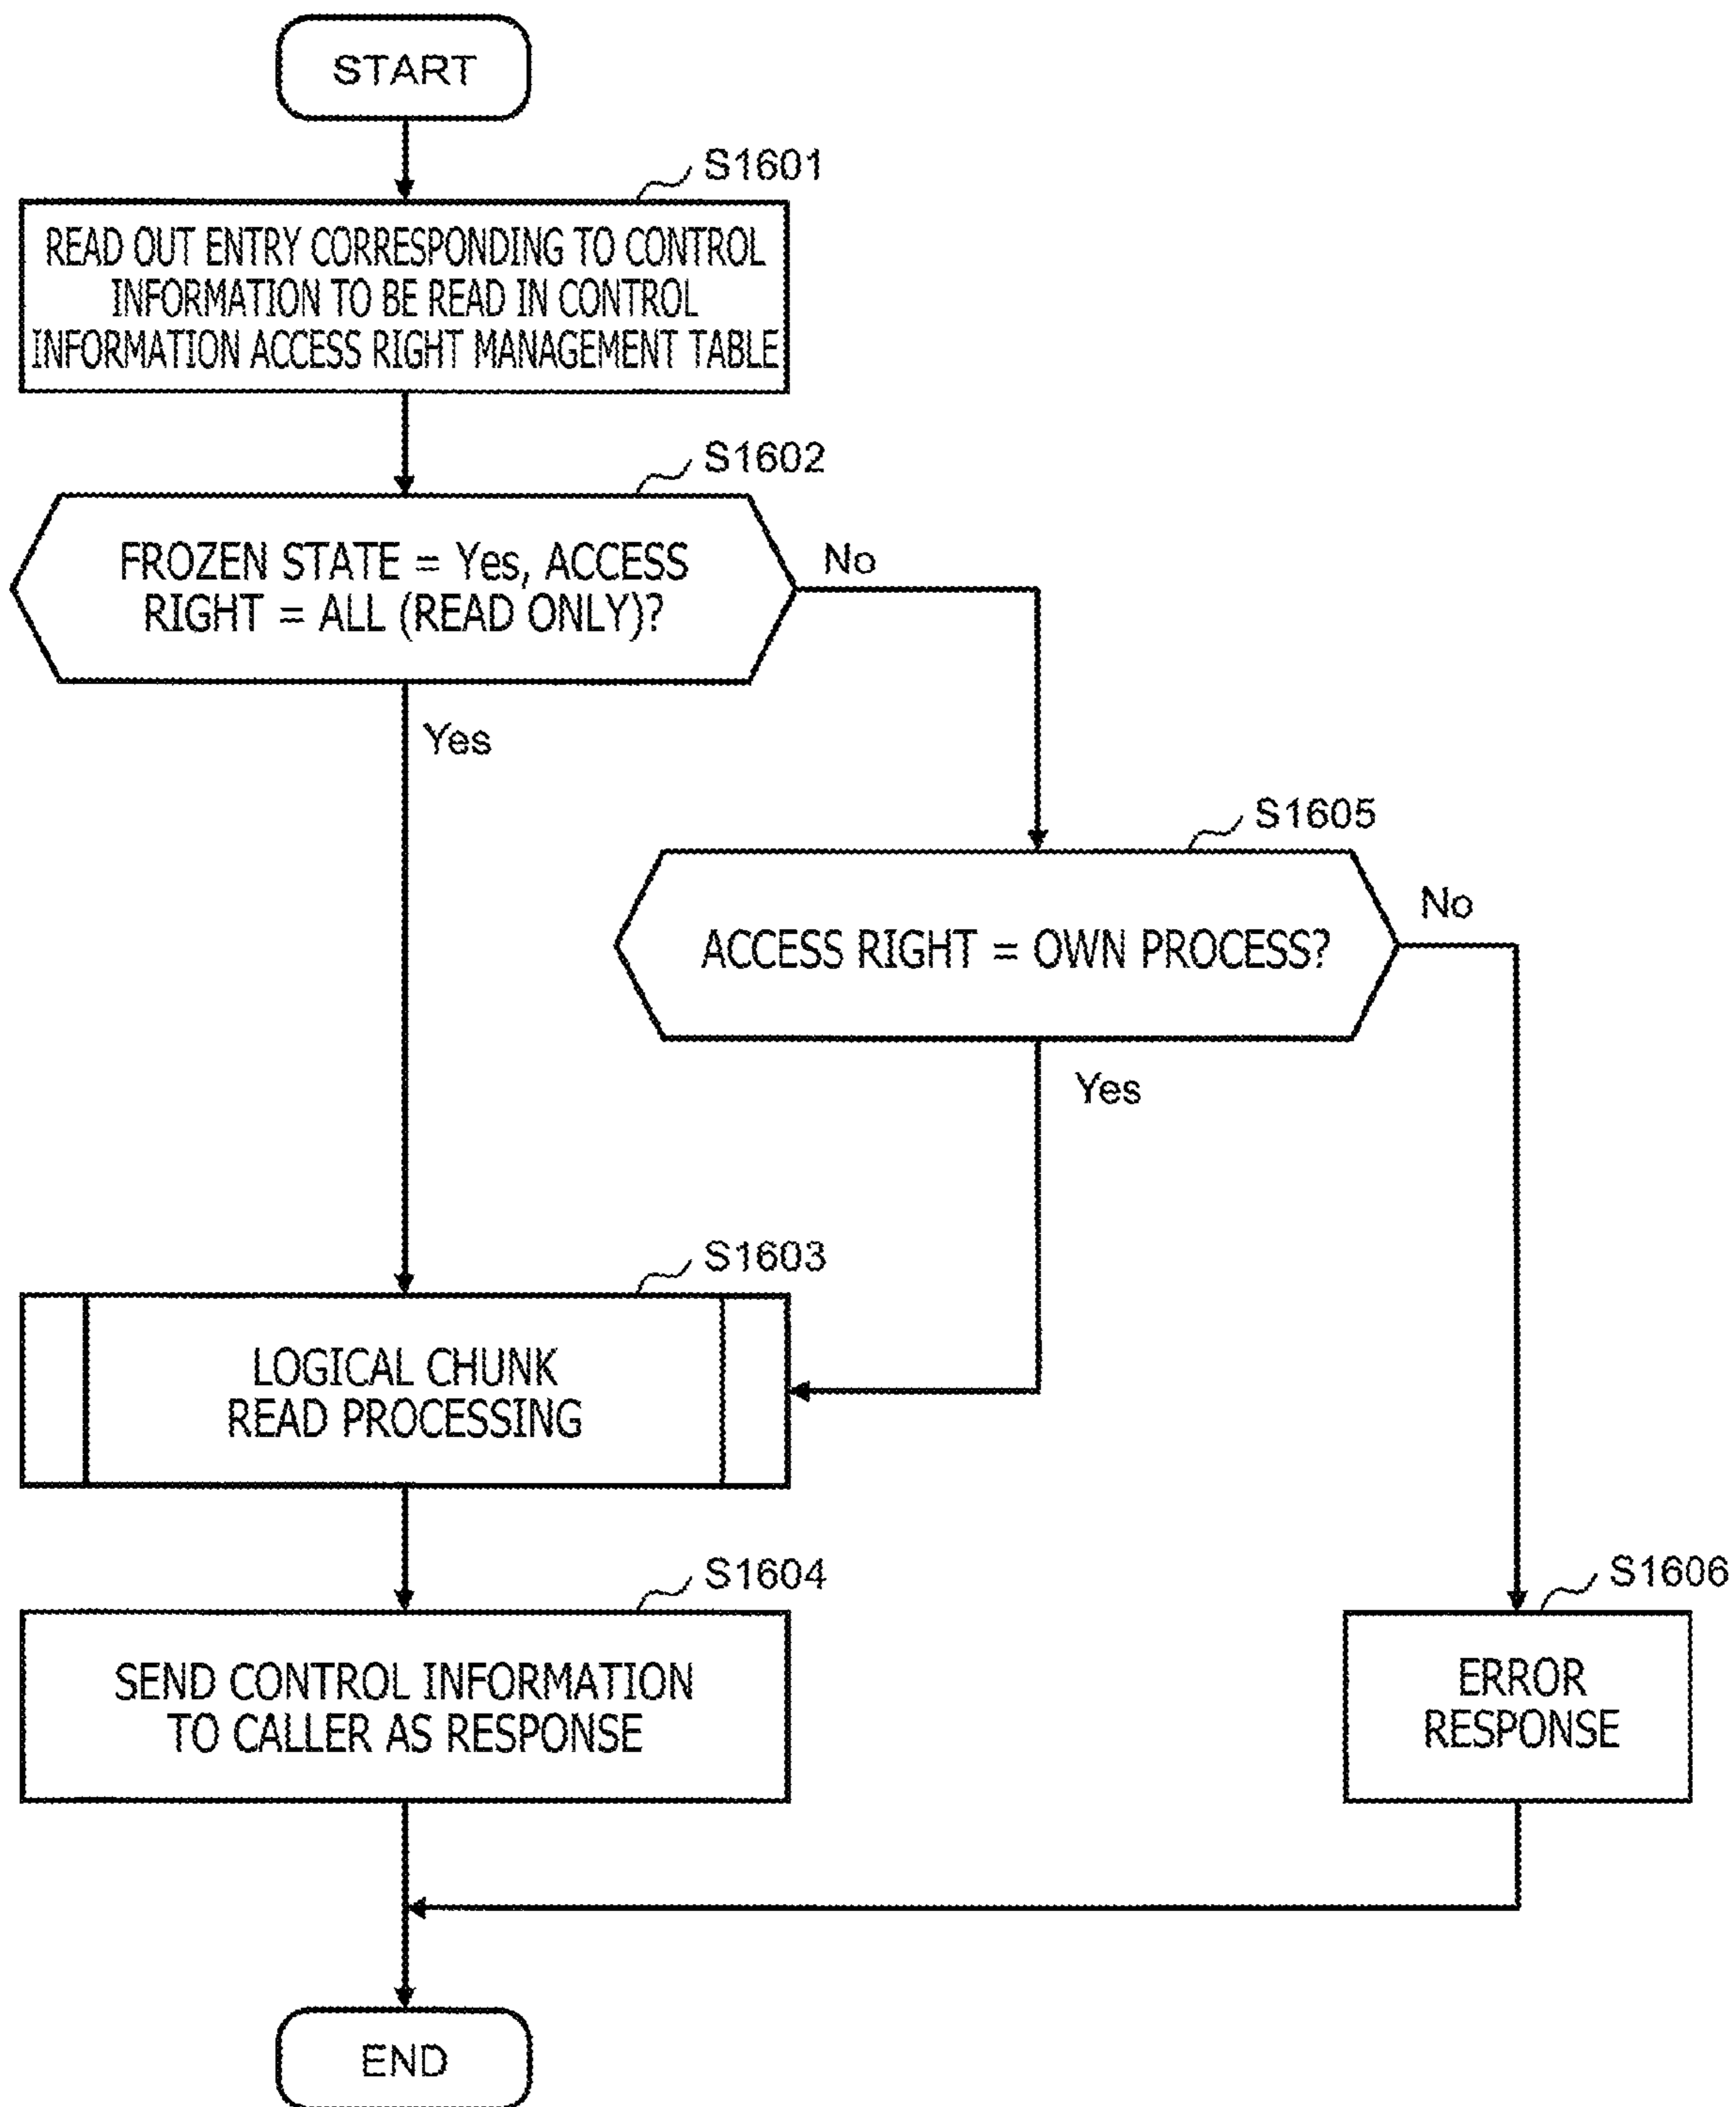 START
S1601
READ OUT ENTRY CORRESPONDING TO CONTROL
INFORMATION TO BE READ IN CONTROL
INFORMATION ACCESS RIGHT MANAGEMENT TABLE
S1602
FROZEN STATE = Yes, ACCESS
RIGHT = ALL (READ ONLY)?
No
Yes
S1605
ACCESS RIGHT = OWN PROCESS?
No
Yes
S1603
LOGICAL CHUNK
READ PROCESSING
S1604
SEND CONTROL INFORMATION
TO CALLER AS RESPONSE
S1606
ERROR
RESPONSE
END